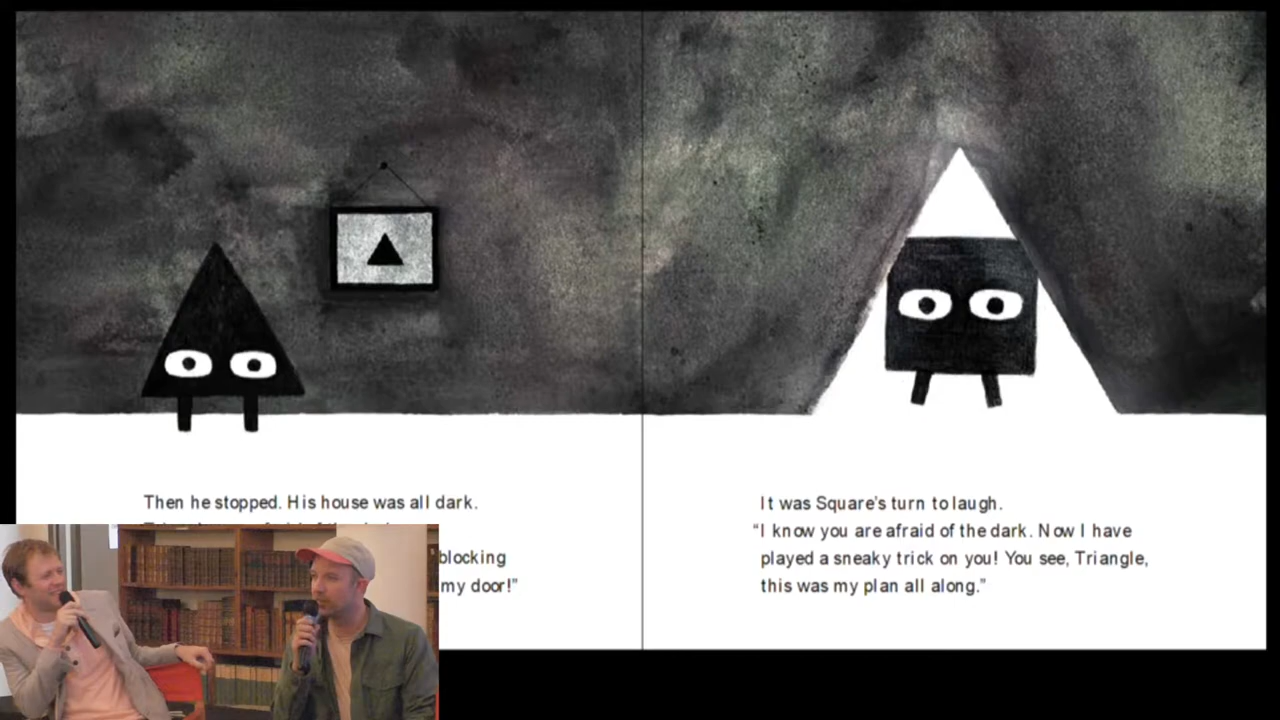 Then he stopped. His house was all dark.
blocking
my door!”
It was Square’s turn to laugh.
“I know you are afraid of the dark. Now I have
played a sneaky trick on you! You see, Triangle,
this was my plan all along.”